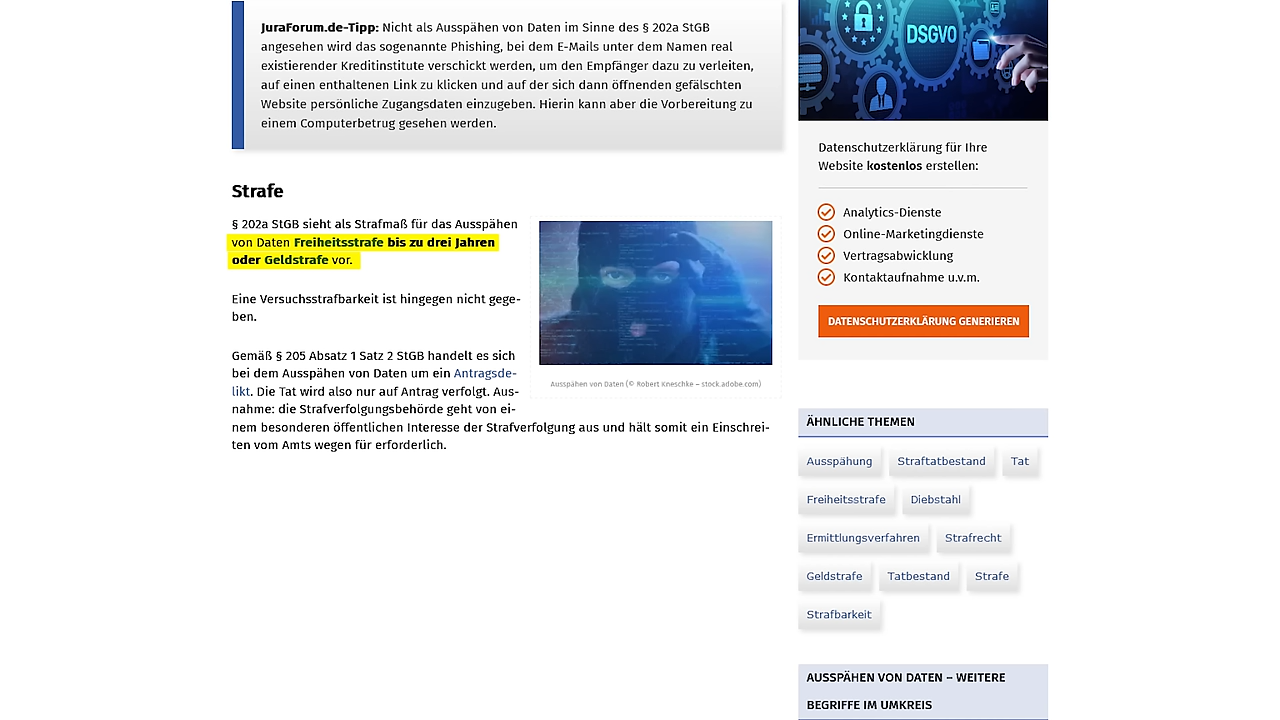 JuraForum.de-Tipp: Nicht als Ausspähen von Daten im Sinne des § 202a StGB
angesehen wird das sogenannte Phishing, bei dem E-Mails unter dem Namen real
existierender Kreditinstitute verschickt werden, um den Empfänger dazu zu verleiten,
auf einen enthaltenen Link zu klicken und auf der sich dann öffnenden gefälschten
Website persönliche Zugangsdaten einzugeben. Hierin kann aber die Vorbereitung zu
einem Computerbetrug gesehen werden.
Strafe
§ 202a StGB sieht als Strafmaß für das Ausspähen
von Daten Freiheitsstrafe bis zu drei Jahren
oder Geldstrafe vor.
Eine Versuchsstrafbarkeit ist hingegen nicht gege-
ben.
Gemäß § 205 Absatz 1 Satz 2 StGB handelt es sich
bei dem Ausspähen von Daten um ein Antragsde-
likt. Die Tat wird also nur auf Antrag verfolgt. Aus-
nahme: die Strafverfolgungsbehörde geht von ei-
nem besonderen öffentlichen Interesse der Strafverfolgung aus und hält somit ein Einschrei-
ten vom Amts wegen für erforderlich.
Ausspähen von Daten (© Robert Kneschke – stock.adobe.com)
DSGVO
Datenschutzerklärung für Ihre
Website kostenlos erstellen:
Analytics-Dienste
Online-Marketingdienste
Vertragsabwicklung
Kontaktaufnahme u.v.m.
DATENSCHUTZERKLÄRUNG GENERIEREN
ÄHNLICHE THEMEN
Ausspähung Straftatbestand Tat
Freiheitsstrafe Diebstahl
Ermittlungsverfahren Strafrecht
Geldstrafe Tatbestand Strafe
Strafbarkeit
AUSSPÄHEN VON DATEN – WEITERE
BEGRIFFE IM UMKREIS